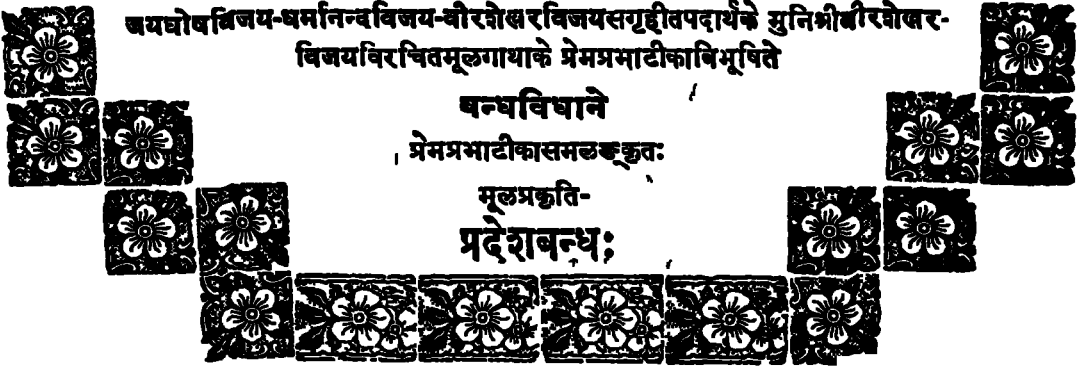 जयघोषविजय-धर्मानन्दविजय-वीरशेखरविजयसंगृहीतपदार्थके मुनिश्रीवीरशेखर-
विजयविरचितमूलगाथाके प्रेमप्रभाटीकाविभूषिते
बन्धविधाने
प्रेमप्रभाटीकासमलङ्कृतः
मूलप्रकृति-
प्रदेशबन्धः